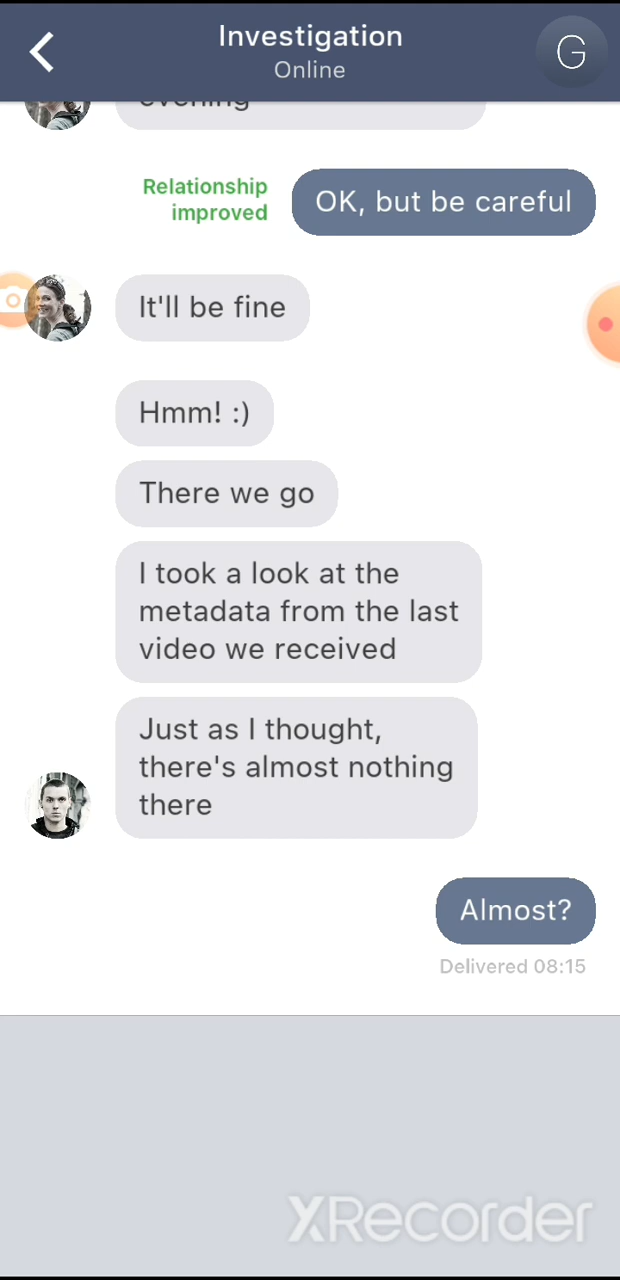 Investigation
Online
G
evening
Relationship
improved
OK, but be careful
It'll be fine
Hmm! :)
There we go
I took a look at the
metadata from the last
video we received
Just as I thought,
there's almost nothing
there
Almost?
Delivered 08:15
XRecorder